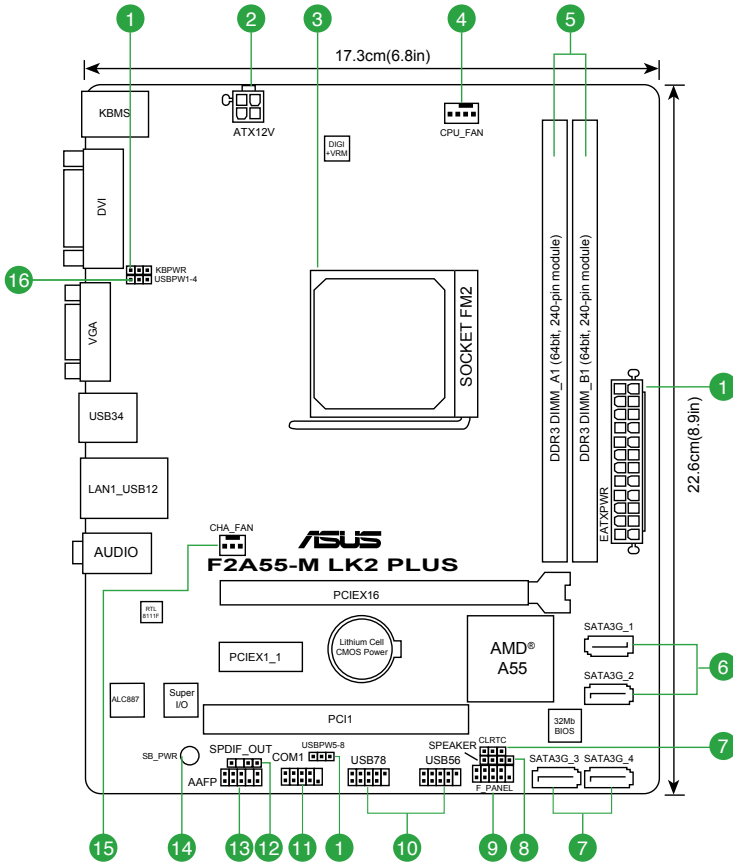 1
2
3
4
5
17.3cm(6.8in)
KBMS
ATX12V
CPU_FAN
DIGI
+VRM
DVI
KBPWR
USBPW1-4
16
VGA
SOCKET FM2
DDR3 DIMM_A1 (64bit, 240-pin module)
DDR3 DIMM_B1 (64bit, 240-pin module)
1
22.6cm(8.9in)
EATXPWR
USB34
LAN1_USB12
AUDIO
CHA_FAN
ASUS
F2A55-M LK2 PLUS
PCIEX16
RTL
8111F
PCIEX1_1
Lithium Cell
CMOS Power
AMD®
A55
SATA3G_1
SATA3G_2
6
ALC887
Super
I/O
PCI1
32Mb
BIOS
SB_PWR
SPDIF_OUT
USBPW5-8
COM1
AAFP
USB78
SPEAKER
CLRTC
USB56
F_PANEL
SATA3G_3
SATA3G_4
7
15
14
13
12
11
1
10
9
8
7